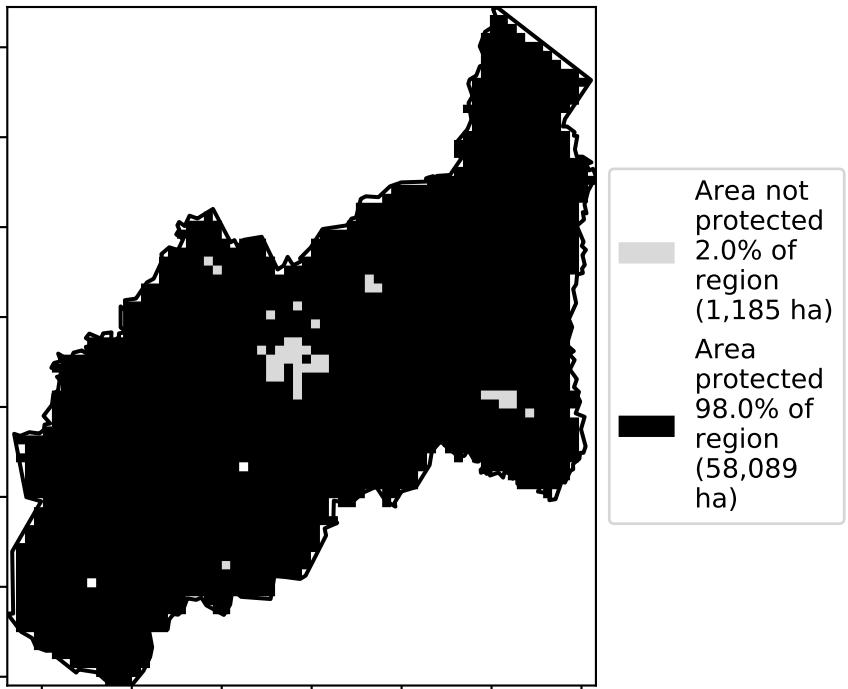 Area not
protected
2.0% of
region
(1,185 ha)
Area
protected
98.0% of
region
(58,089
ha)